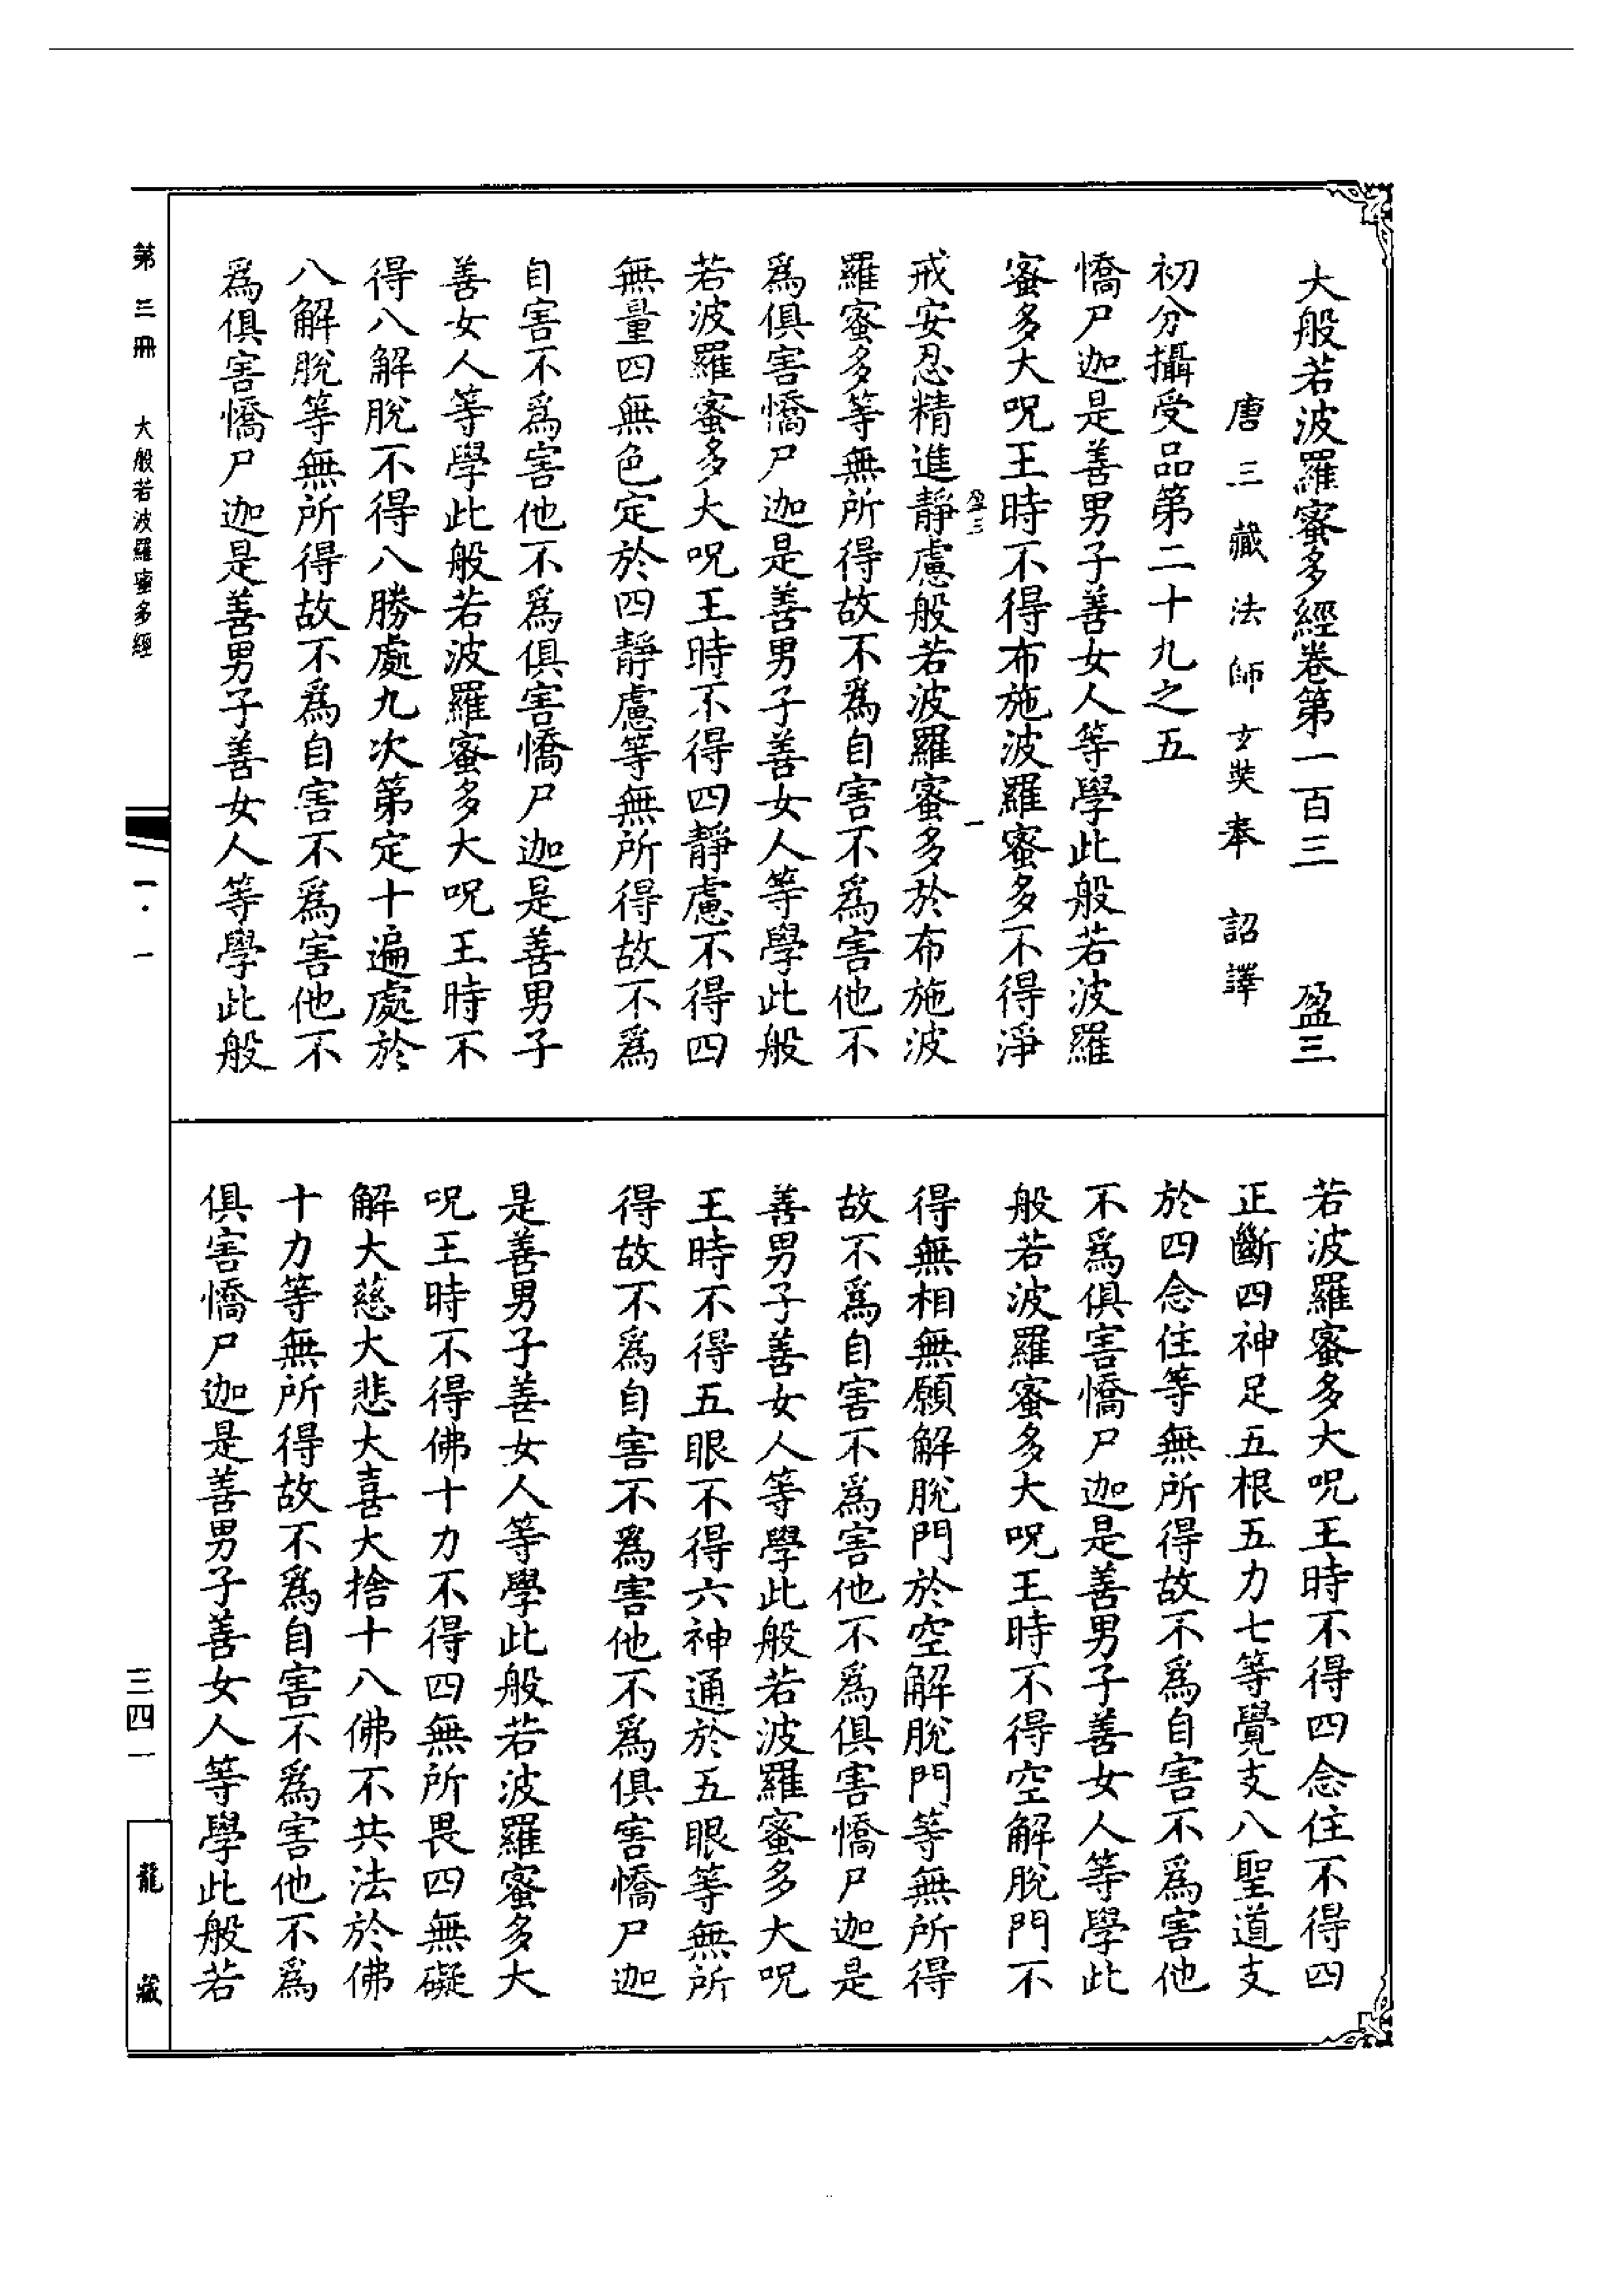 大般若波羅蜜多經卷第一百三 盈三
唐三藏法師玄奘奉 詔譯
初分攝受品第二十九之五
憍尸迦是善男子善女人等學此般若波羅
蜜多大呪王時不得布施波羅蜜多不得淨
盈三 一
戒安忍精進靜慮般若波羅蜜多於布施波
羅蜜多等無所得故不爲自害不爲害他不
爲俱害憍尸迦是善男子善女人等學此般
若波羅蜜多大呪王時不得四靜慮不得四
無量四無色定於四靜慮等無所得故不爲
自害不爲害他不爲俱害憍尸迦是善男子
善女人等學此般若波羅蜜多大呪王時不
得八解脫不得八勝處九次第定十遍處於
八解脫等無所得故不爲自害不爲害他不
爲俱害憍尸迦是善男子善女人等學此般
若波羅蜜多大呪王時不得四念住不得四
正斷四神足五根五力七等覺支八聖道支
於四念住等無所得故不爲自害不爲害他
不爲俱害憍尸迦是善男子善女人等學此
般若波羅蜜多大呪王時不得空解脫門不
得無相無願解脫門於空解脫門等無所得
故不爲自害不爲害他不爲俱害憍尸迦是
善男子善女人等學此般若波羅蜜多大呪
王時不得五眼不得六神通於五眼等無所
得故不爲自害不爲害他不爲俱害憍尸迦
是善男子善女人等學此般若波羅蜜多大
呪王時不得佛十力不得四無所畏四無礙
解大慈大悲大喜大捨十八佛不共法於佛
十力等無所得故不爲自害不爲害他不爲
俱害憍尸迦是善男子善女人等學此般若
第三冊 大般若波羅蜜多經 一·一 三四一 龍藏